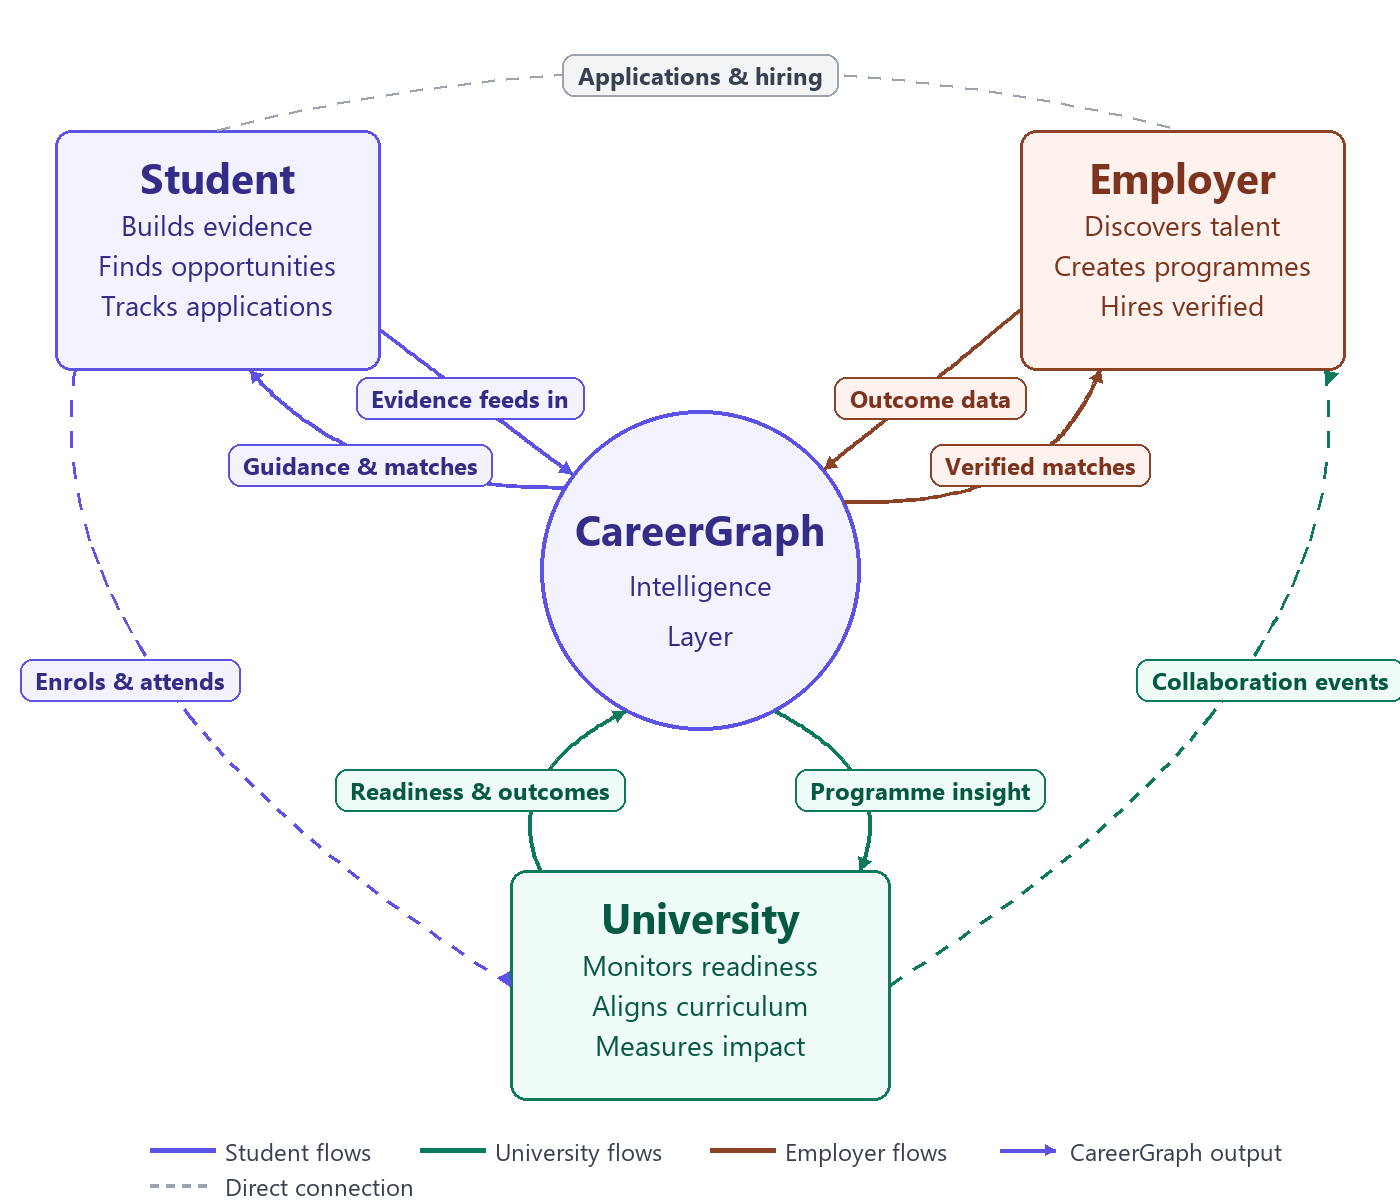 Applications & hiring
Student
Builds evidence
Finds opportunities
Tracks applications
Employer
Discovers talent
Creates programmes
Hires verified
Evidence feeds in
Outcome data
Guidance & matches
Verified matches
CareerGraph
Intelligence
Layer
Enrols & attends
Collaboration events
Readiness & outcomes
Programme insight
University
Monitors readiness
Aligns curriculum
Measures impact
Student flows
University flows
Employer flows
CareerGraph output
Direct connection